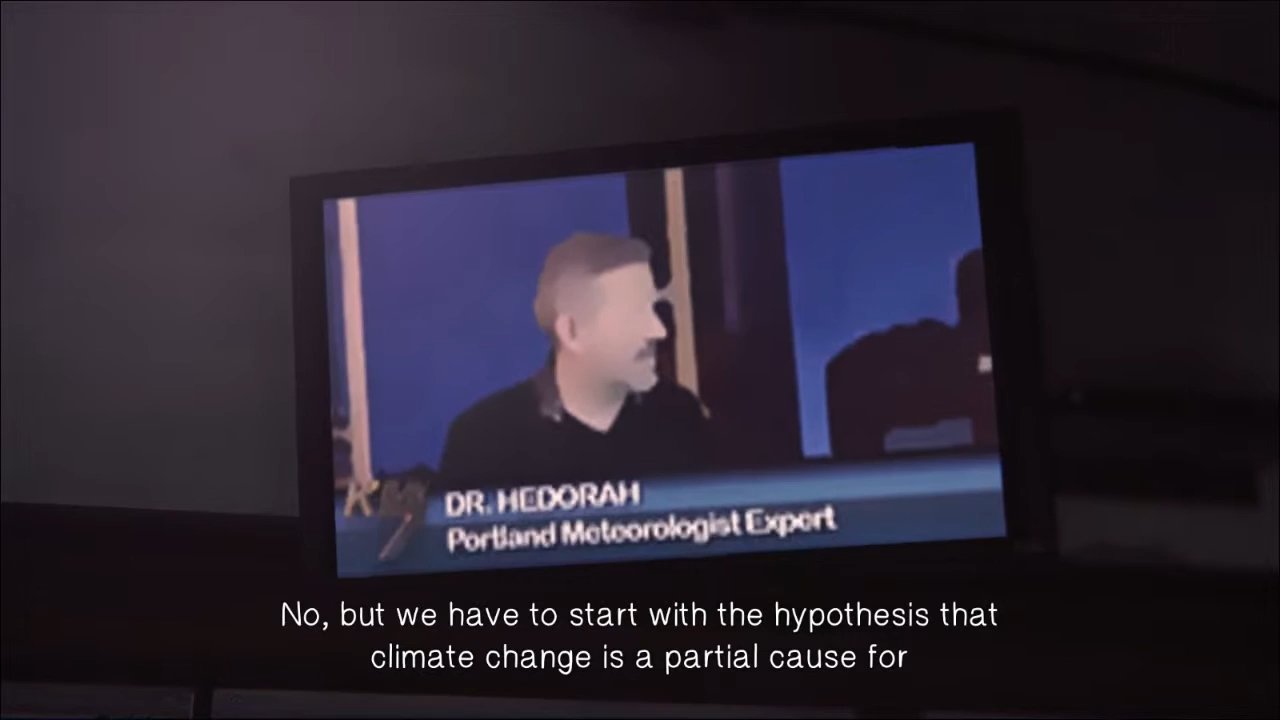 DR. HEDORAH
Portland Meteorologist Expert
No, but we have to start with the hypothesis that
climate change is a partial cause for